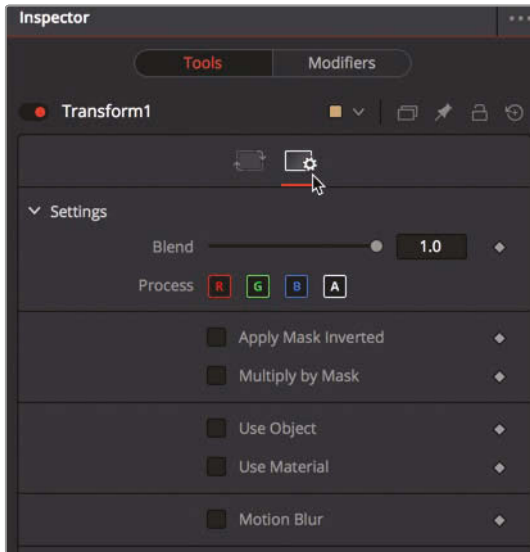 Inspector
Tools Modifiers
Transform1
Settings
Blend 1.0
Process R G B A
Apply Mask Inverted
Multiply by Mask
Use Object
Use Material
Motion Blur